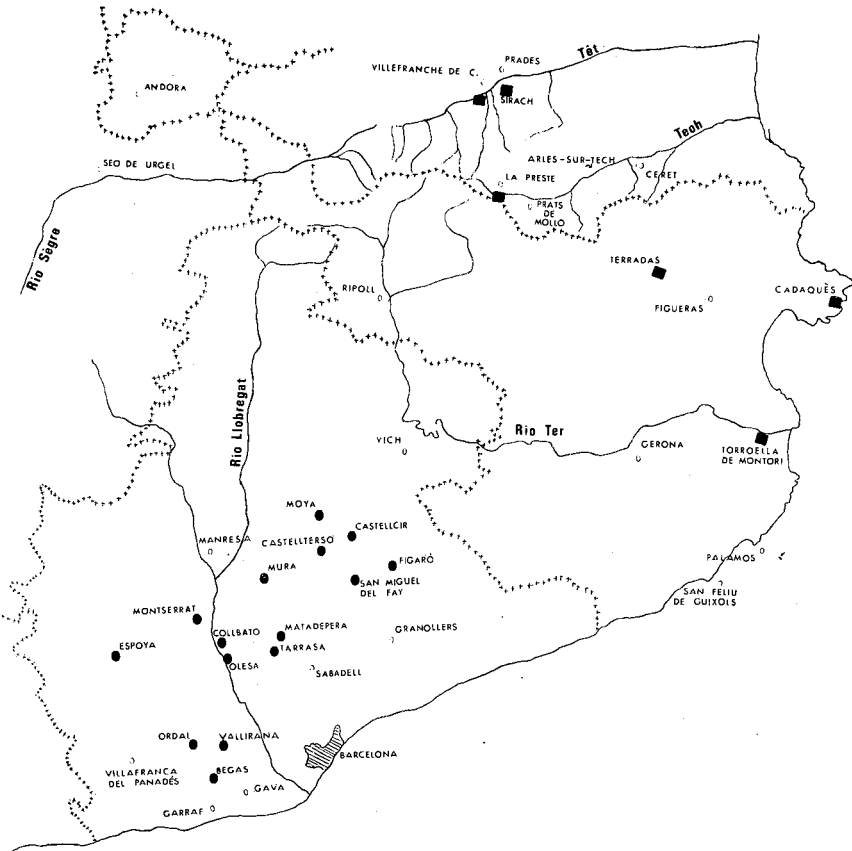 Têt
PRADES
VILLEFRANCHE DE C.
ANDORA
SIRACH
Teoh
ARLES-SUR-TECH
SEO DE URGEL
CERET
LA PRESTE
PRATS
DE
MOLLO
Rio Sègre
TERRADAS
RIPOLL
CADAQUÈS
FIGUERAS
Rio Llobregat
Rio Ter
VICH
GERONA
TORROELLA
DE MONTGRI
MOYA
CASTELLCIR
CASTELLTERSO
MANRESA
FIGARÓ
PALAMOS
MURA
SAN MIGUEL
DEL FAY
SAN FELIU
DE GUIXOLS
MONTSERRAT
MATADEPERA
GRANOLLERS
COLLBATO
ESPOYA
TARRASA
OLESA
SABADELL
ORDAL
VALLIRANA
BARCELONA
VILLAFRANCA
DEL PANADÉS
BEGAS
GAVA
GARRAF